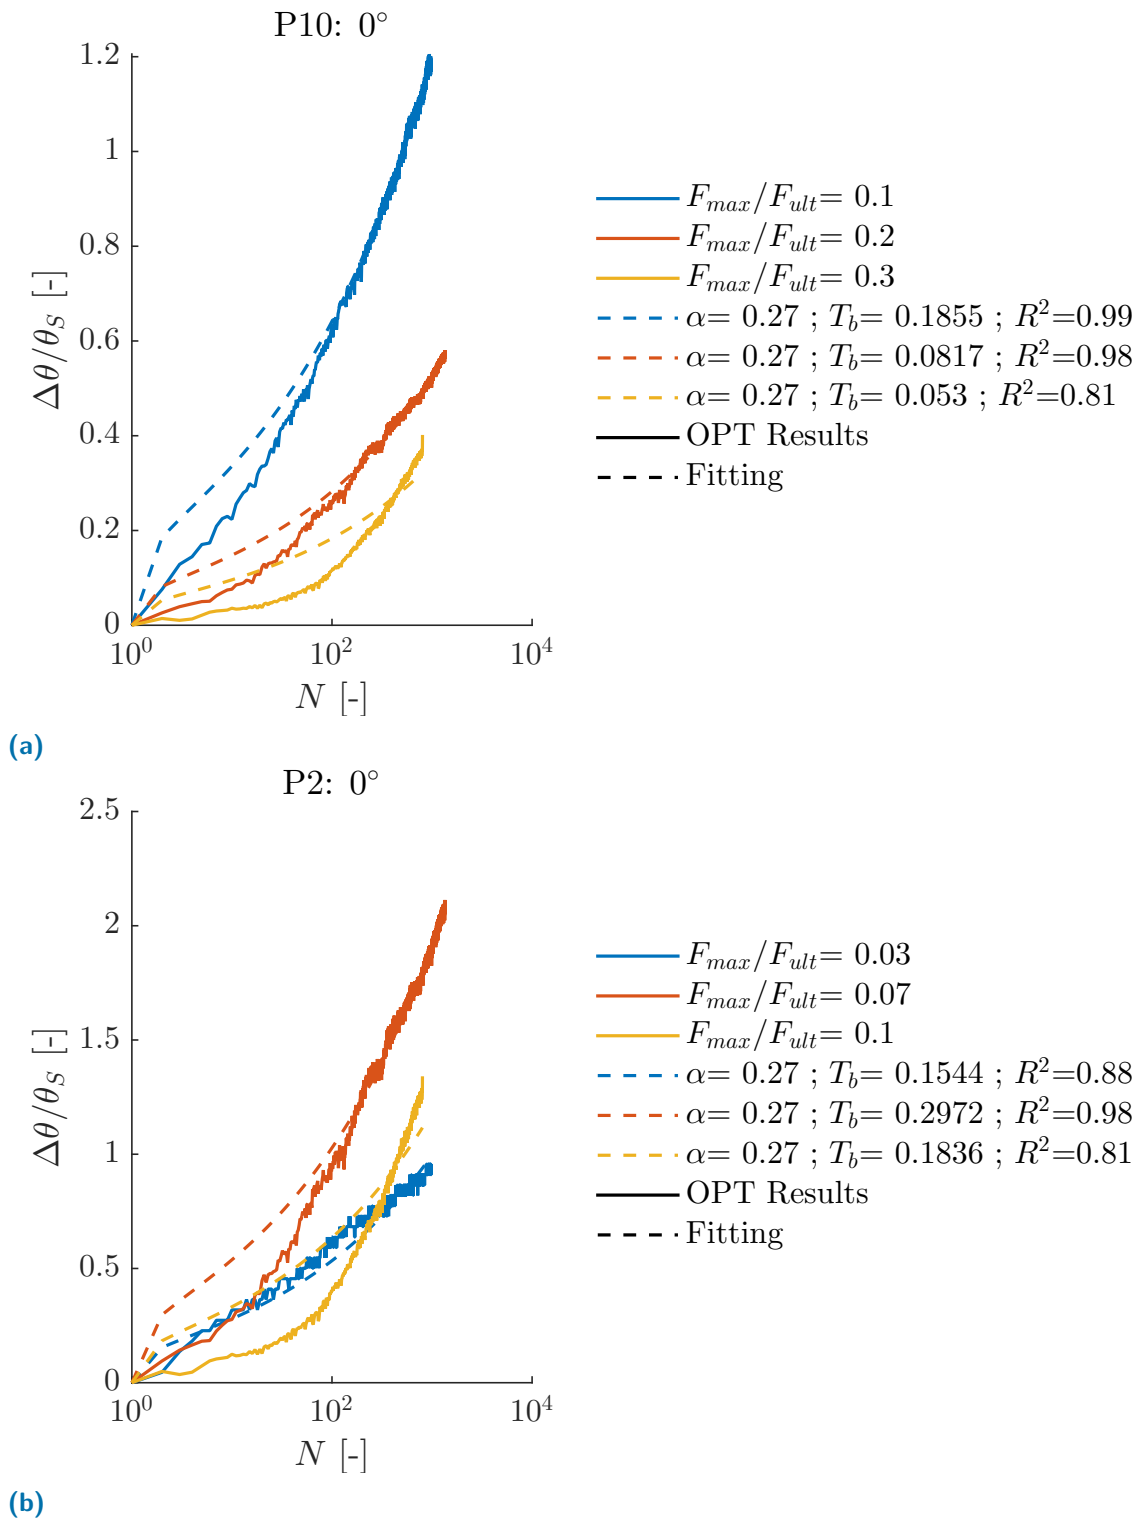 P10: 0°
1.2
1
0.8
0.6
0.4
0.2
0
Δθ/θ_S [-]
10^0
10^2
10^4
N [-]
F_max/F_ult= 0.1
F_max/F_ult= 0.2
F_max/F_ult= 0.3
α= 0.27 ; T_b= 0.1855 ; R^2=0.99
α= 0.27 ; T_b= 0.0817 ; R^2=0.98
α= 0.27 ; T_b= 0.053 ; R^2=0.81
OPT Results
Fitting
(a)
P2: 0°
2.5
2
1.5
1
0.5
0
Δθ/θ_S [-]
10^0
10^2
10^4
N [-]
F_max/F_ult= 0.03
F_max/F_ult= 0.07
F_max/F_ult= 0.1
α= 0.27 ; T_b= 0.1544 ; R^2=0.88
α= 0.27 ; T_b= 0.2972 ; R^2=0.98
α= 0.27 ; T_b= 0.1836 ; R^2=0.81
OPT Results
Fitting
(b)